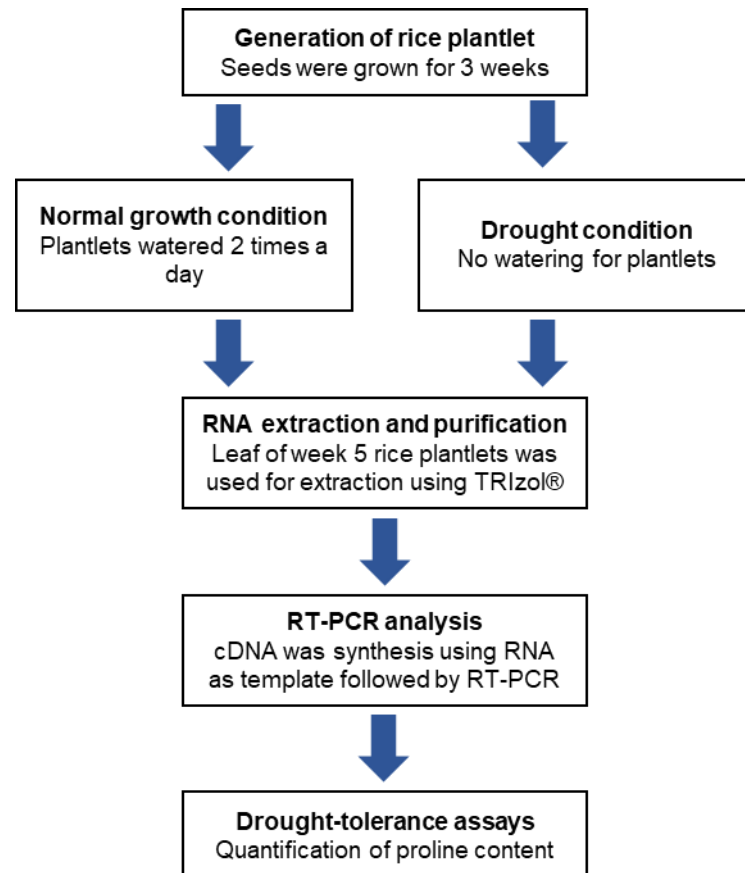 Generation of rice plantlet
Seeds were grown for 3 weeks
Normal growth condition
Plantlets watered 2 times a
day
Drought condition
No watering for plantlets
RNA extraction and purification
Leaf of week 5 rice plantlets was
used for extraction using TRIzol®
RT-PCR analysis
cDNA was synthesis using RNA
as template followed by RT-PCR
Drought-tolerance assays
Quantification of proline content